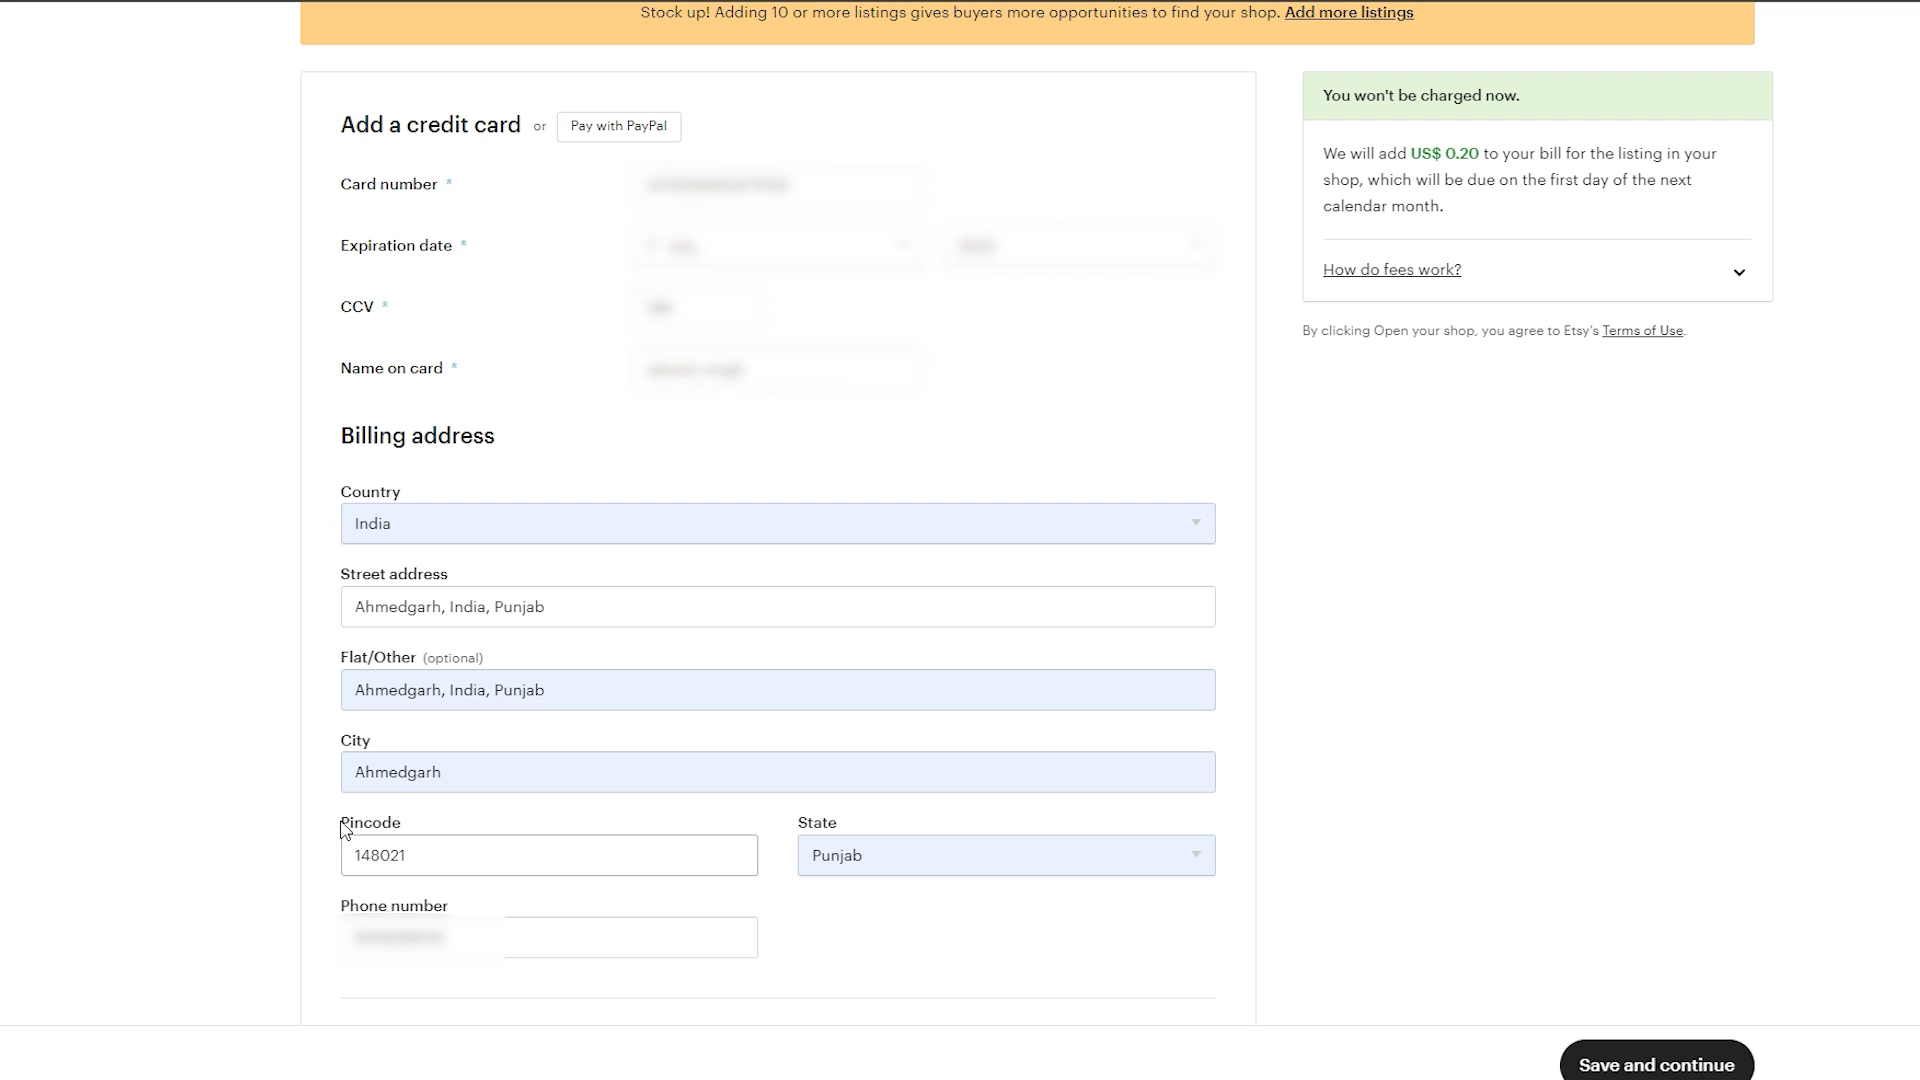 Stock up! Adding 10 or more listings gives buyers more opportunities to find your shop. Add more listings
Add a credit card or Pay with PayPal
Card number *
Expiration date *
CCV *
Name on card *
Billing address
Country
India
Street address
Ahmedgarh, India, Punjab
Flat/Other (optional)
Ahmedgarh, India, Punjab
City
Ahmedgarh
Pincode
148021
State
Punjab
Phone number
You won't be charged now.
We will add US$ 0.20 to your bill for the listing in your
shop, which will be due on the first day of the next
calendar month.
How do fees work?
By clicking Open your shop, you agree to Etsy's Terms of Use.
Save and continue